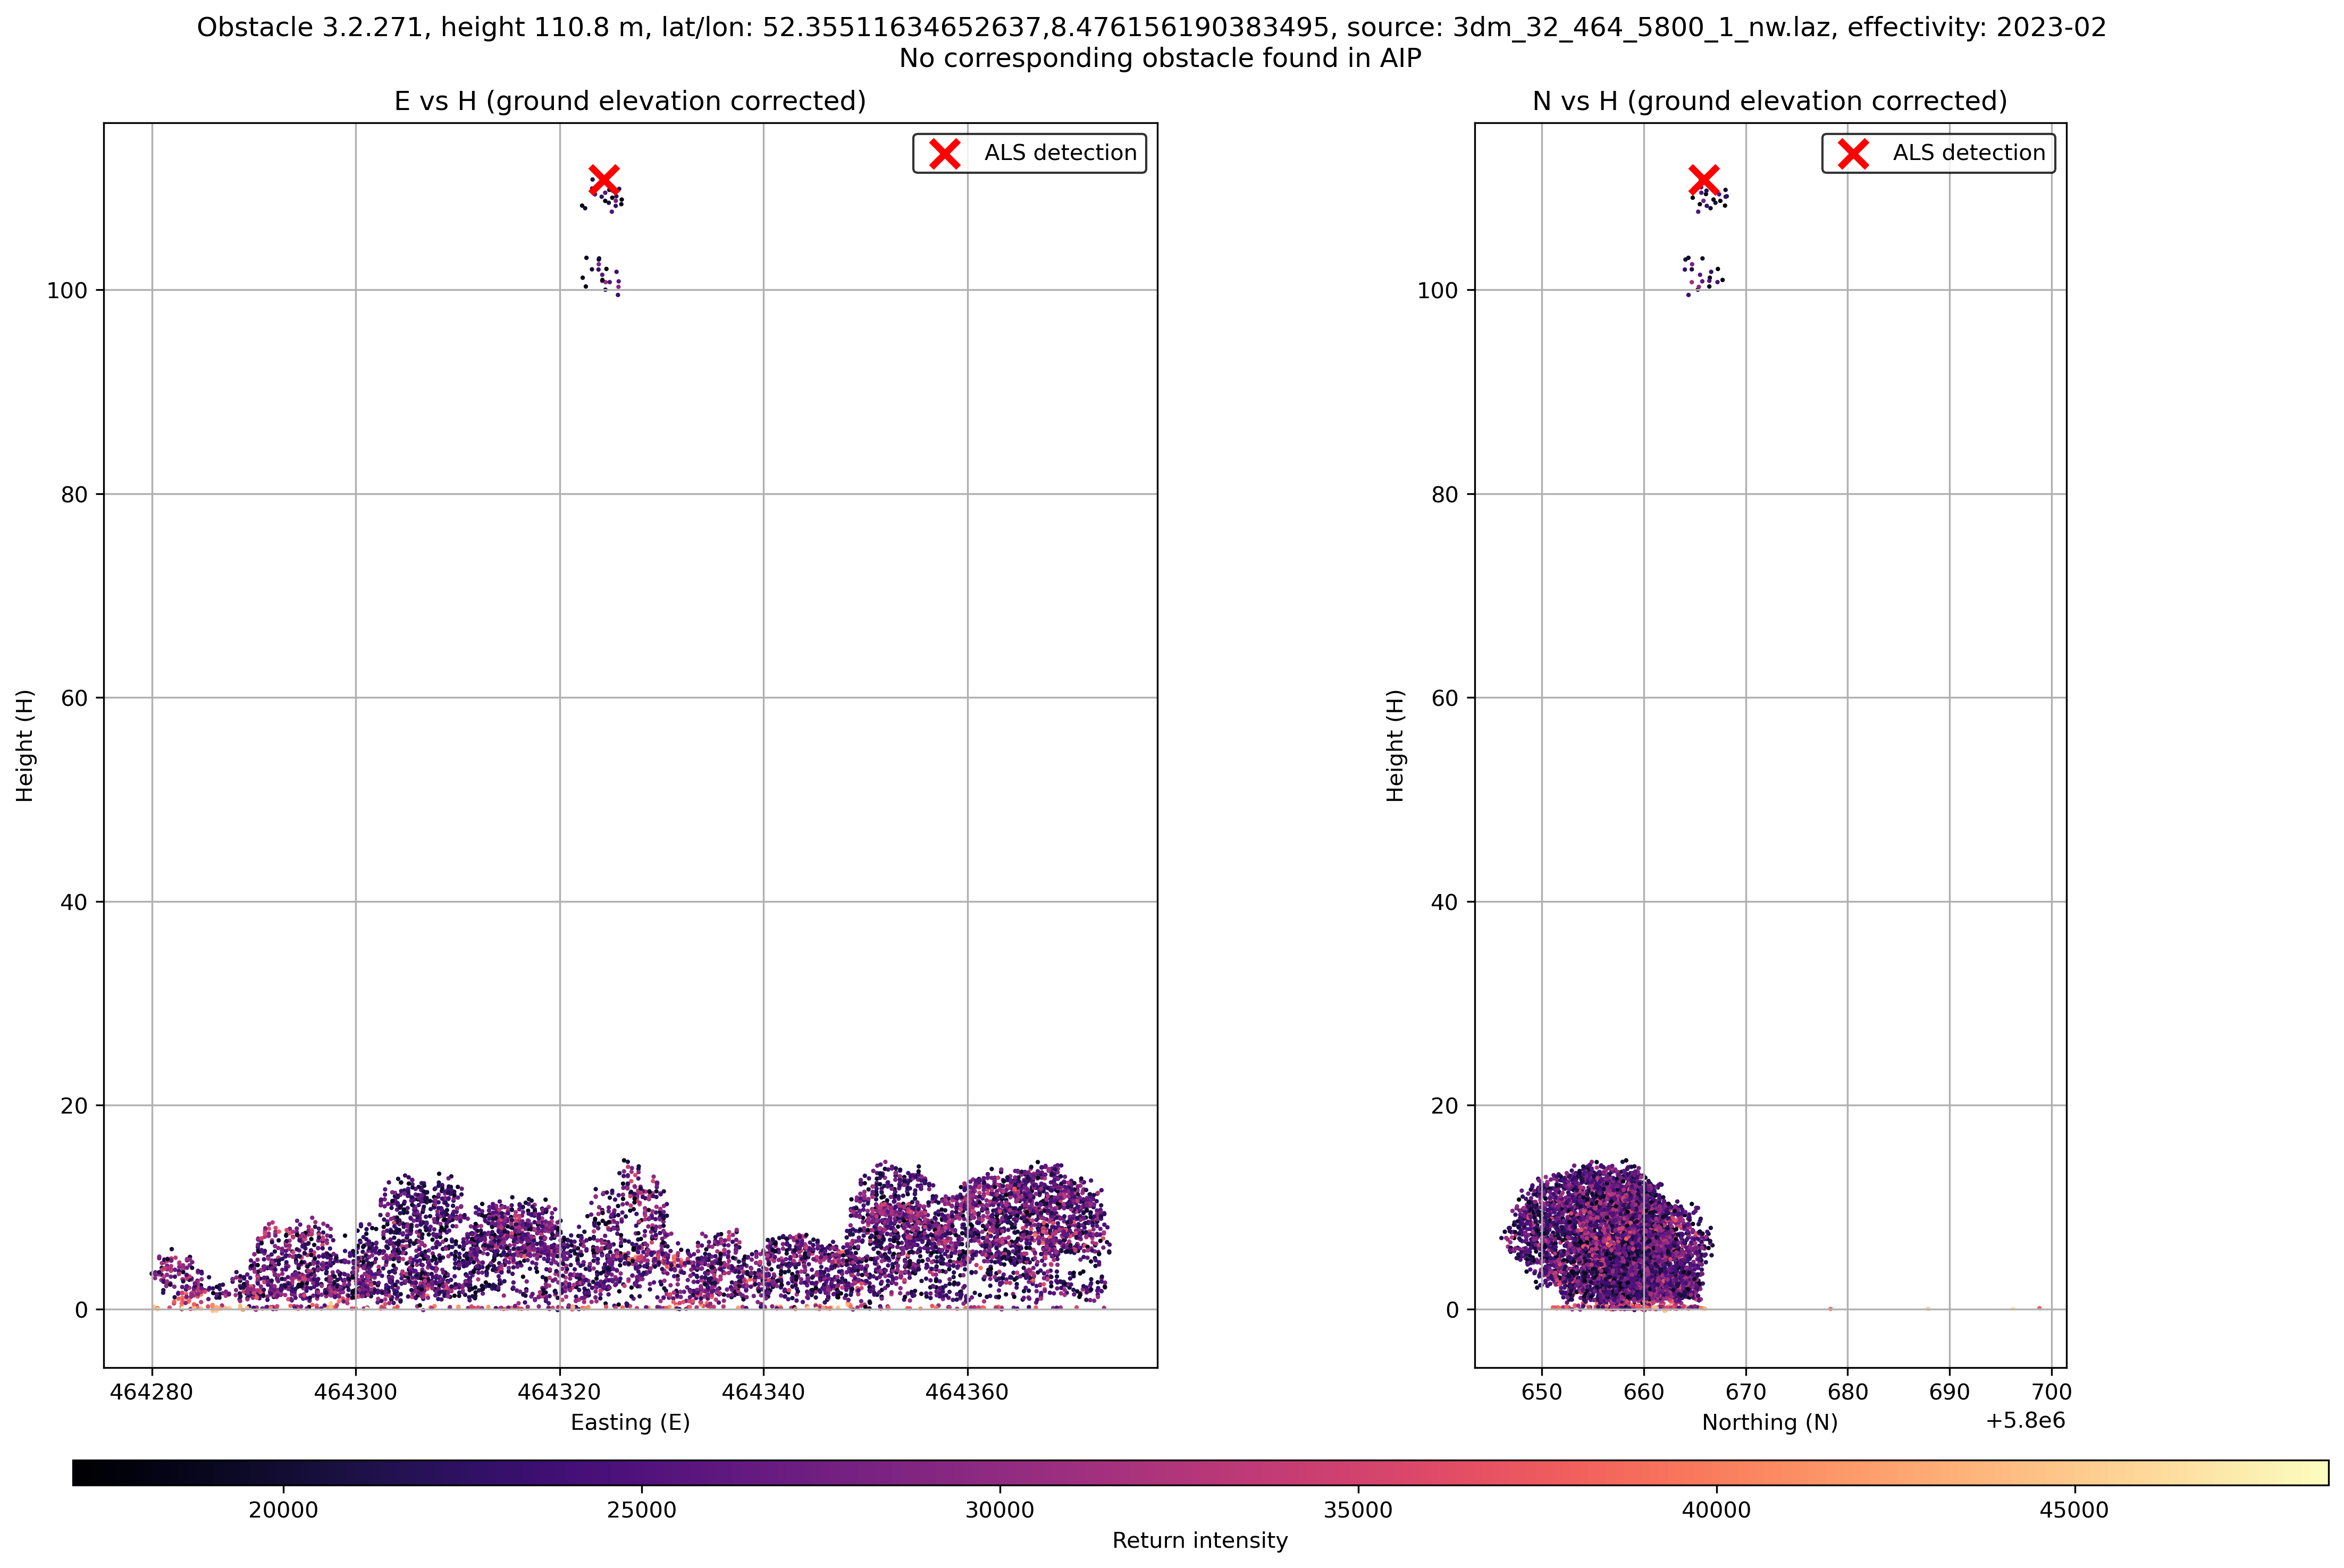 Obstacle 3.2.271, height 110.8 m, lat/lon: 52.35511634652637,8.476156190383495, source: 3dm_32_464_5800_1_nw.laz, effectivity: 2023-02
No corresponding obstacle found in AIP
E vs H (ground elevation corrected)
ALS detection
Height (H)
100
80
60
40
20
0
464280
464300
464320
464340
464360
Easting (E)
N vs H (ground elevation corrected)
ALS detection
Height (H)
100
80
60
40
20
0
650
660
670
680
690
700
+5.8e6
Northing (N)
20000
25000
30000
35000
40000
45000
Return intensity